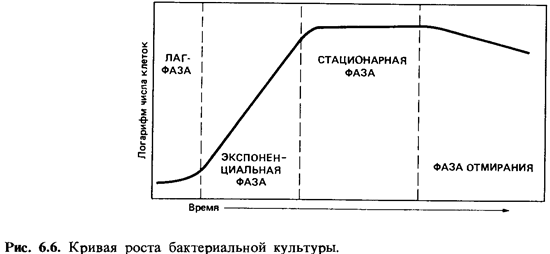 Логарифм числа клеток
ЛАГ-
ФАЗА
ЭКСПОНЕН-
ЦИАЛЬНАЯ
ФАЗА
СТАЦИОНАРНАЯ
ФАЗА
ФАЗА ОТМИРАНИЯ
Время
Рис. 6.6. Кривая роста бактериальной культуры.